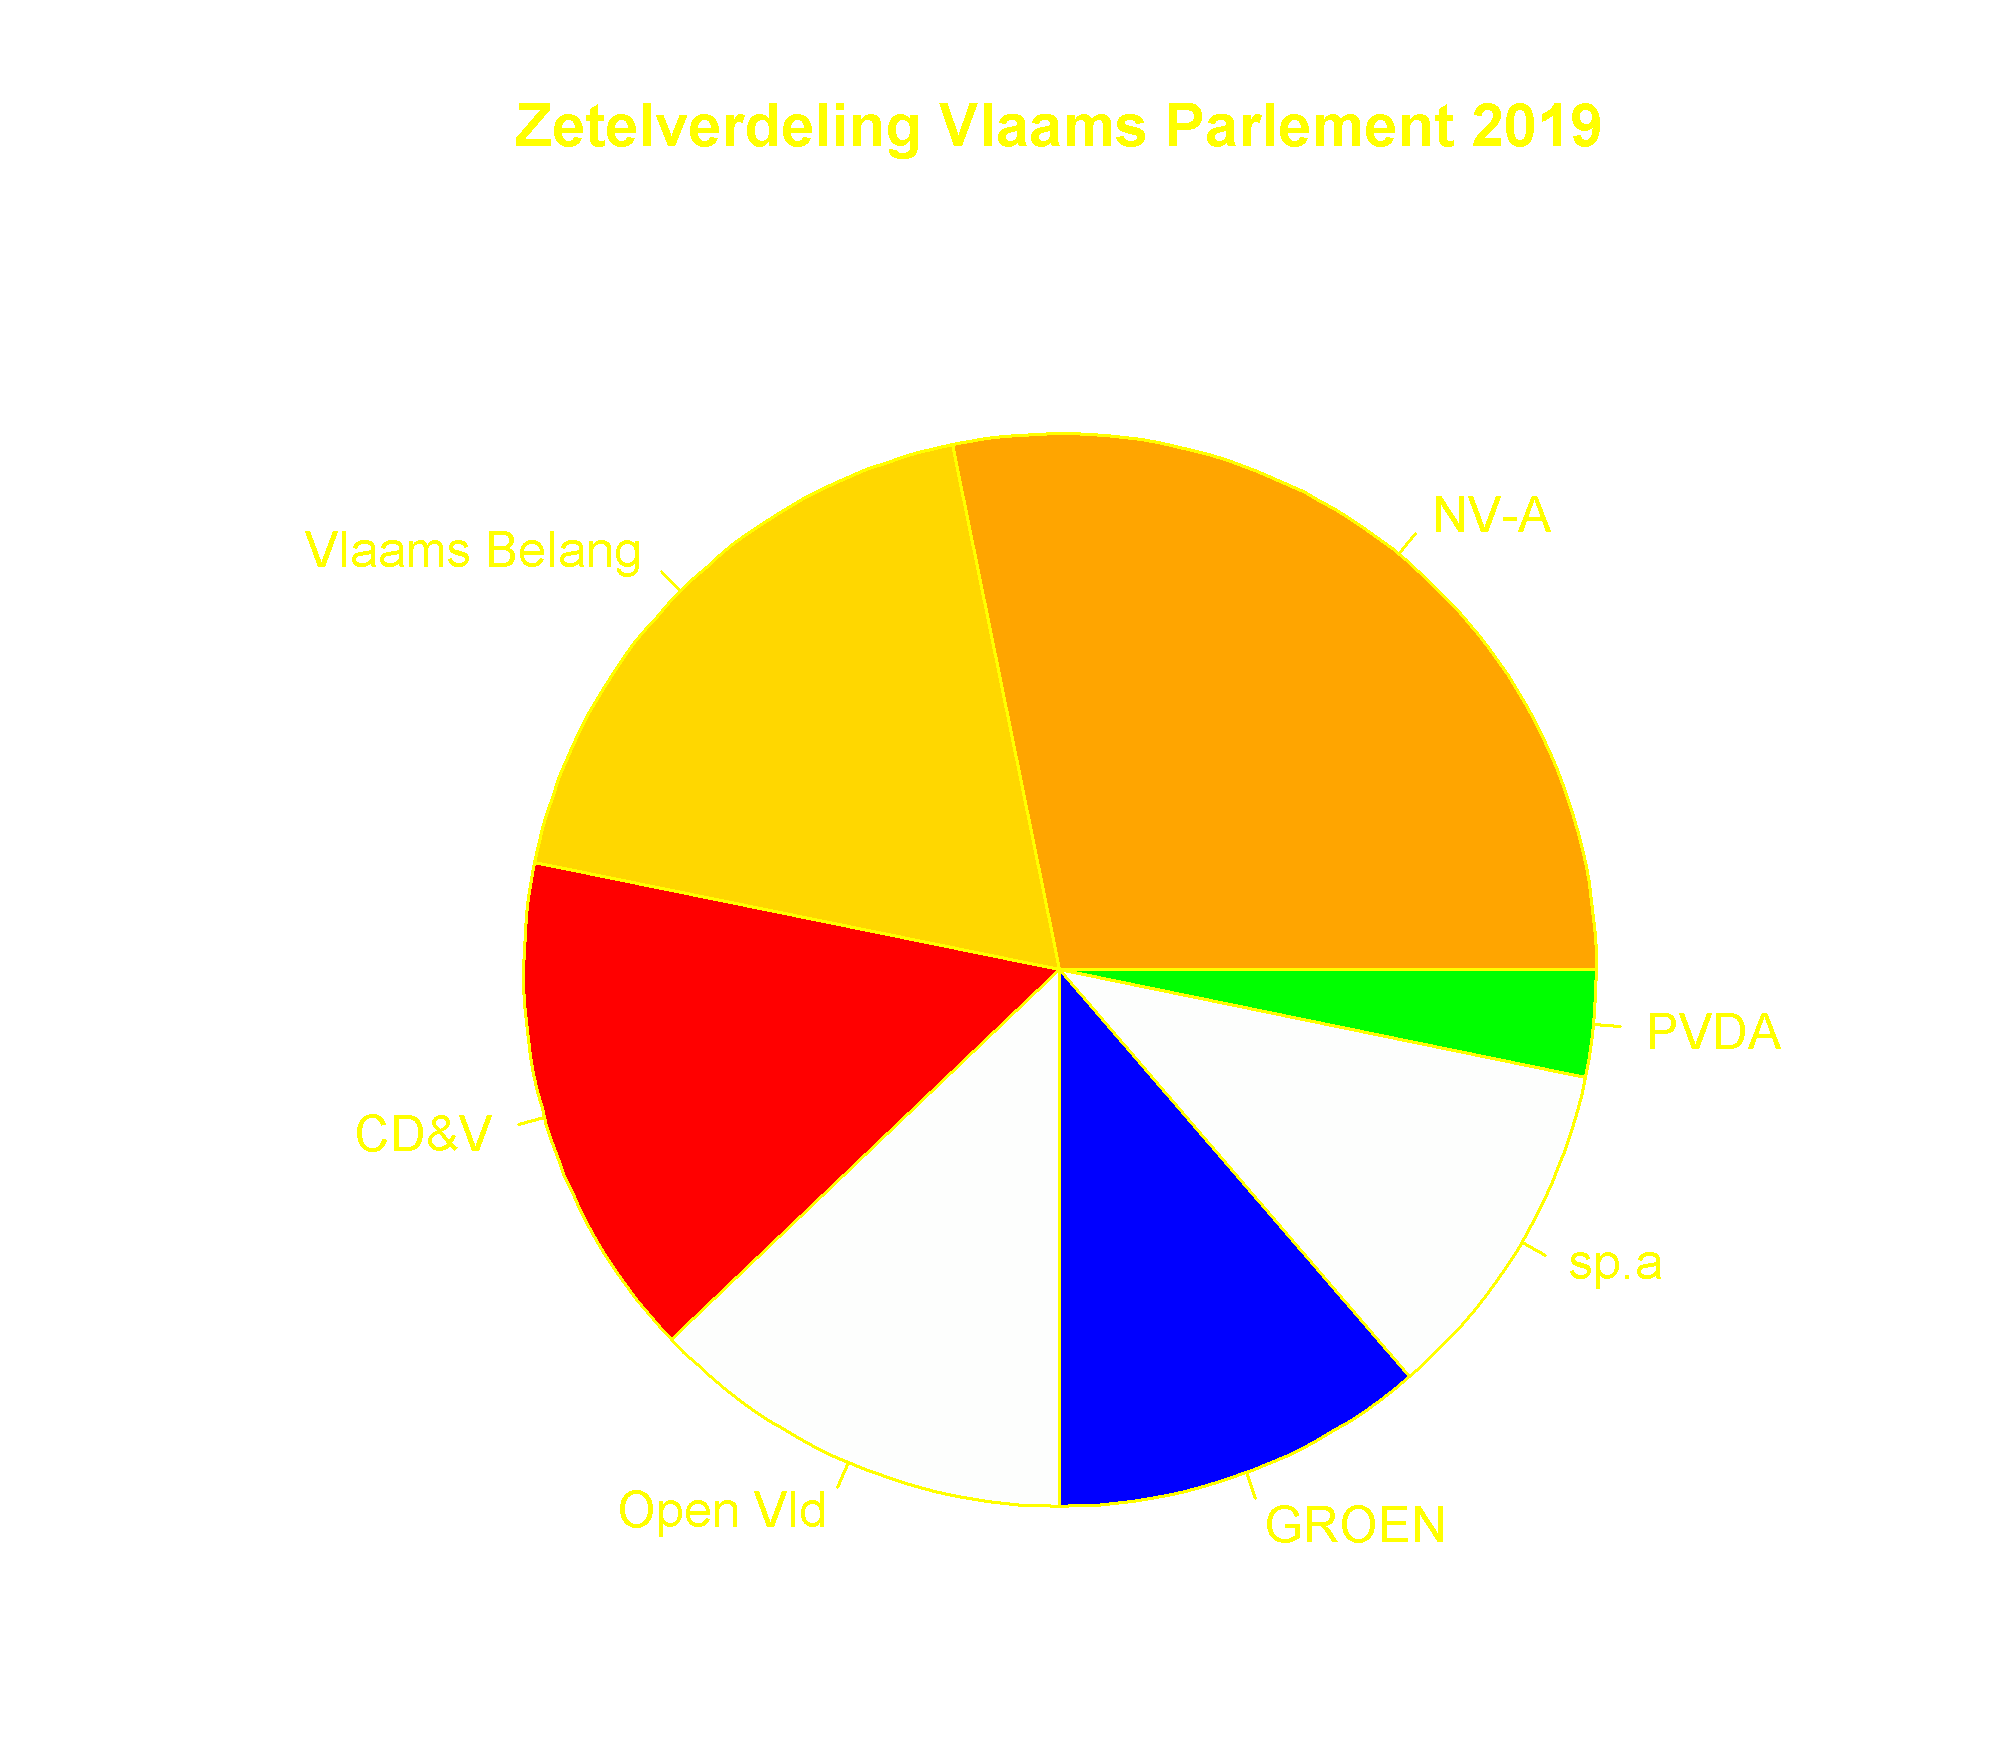 Zetelverdeling Vlaams Parlement 2019
NV-A
Vlaams Belang
CD&V
Open Vld
GROEN
sp.a
PVDA